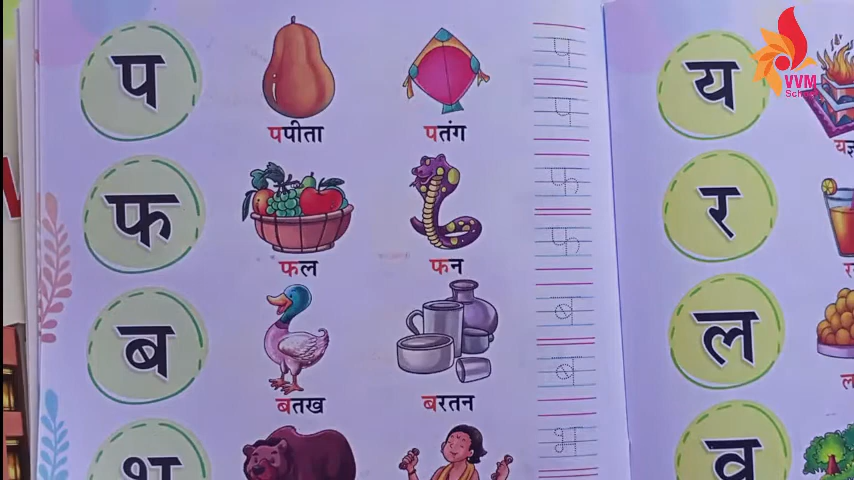 प
पपीता
पतंग
प
प
फ
फल
फन
फ
फ
ब
बतख
बरतन
ब
ब
भ
भ
VVM
य
र
ल
व